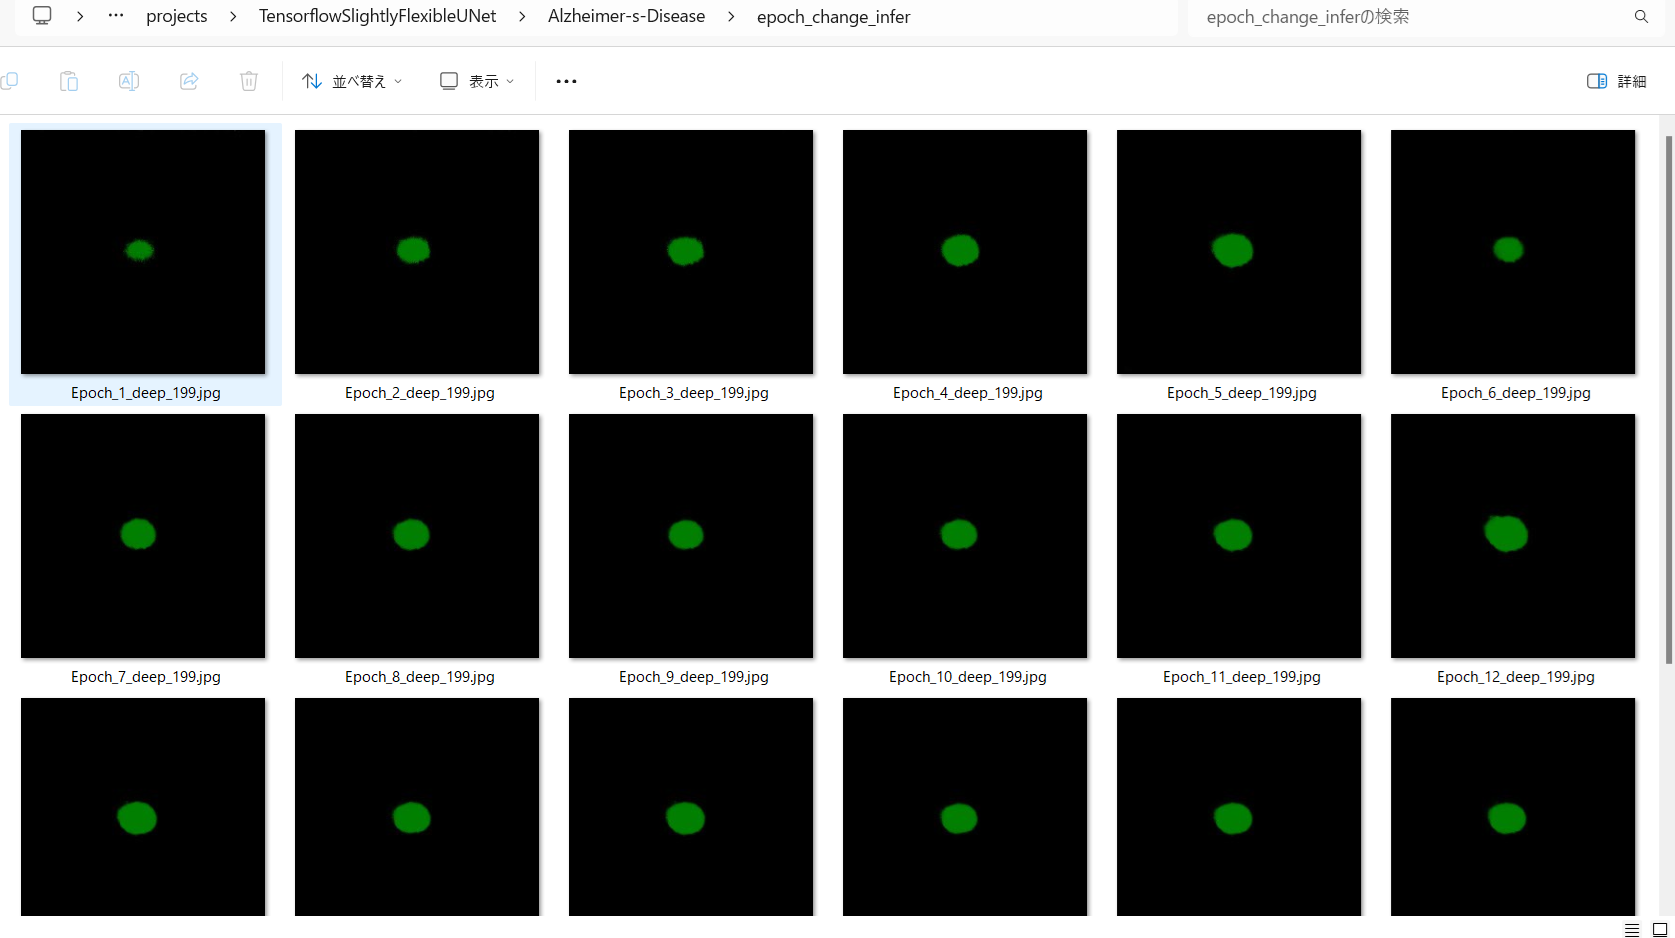 projects > TensorflowSlightlyFlexibleUNet > Alzheimer-s-Disease > epoch_change_infer
epoch_change_inferの検索
並べ替え
表示
詳細
Epoch_1_deep_199.jpg
Epoch_2_deep_199.jpg
Epoch_3_deep_199.jpg
Epoch_4_deep_199.jpg
Epoch_5_deep_199.jpg
Epoch_6_deep_199.jpg
Epoch_7_deep_199.jpg
Epoch_8_deep_199.jpg
Epoch_9_deep_199.jpg
Epoch_10_deep_199.jpg
Epoch_11_deep_199.jpg
Epoch_12_deep_199.jpg